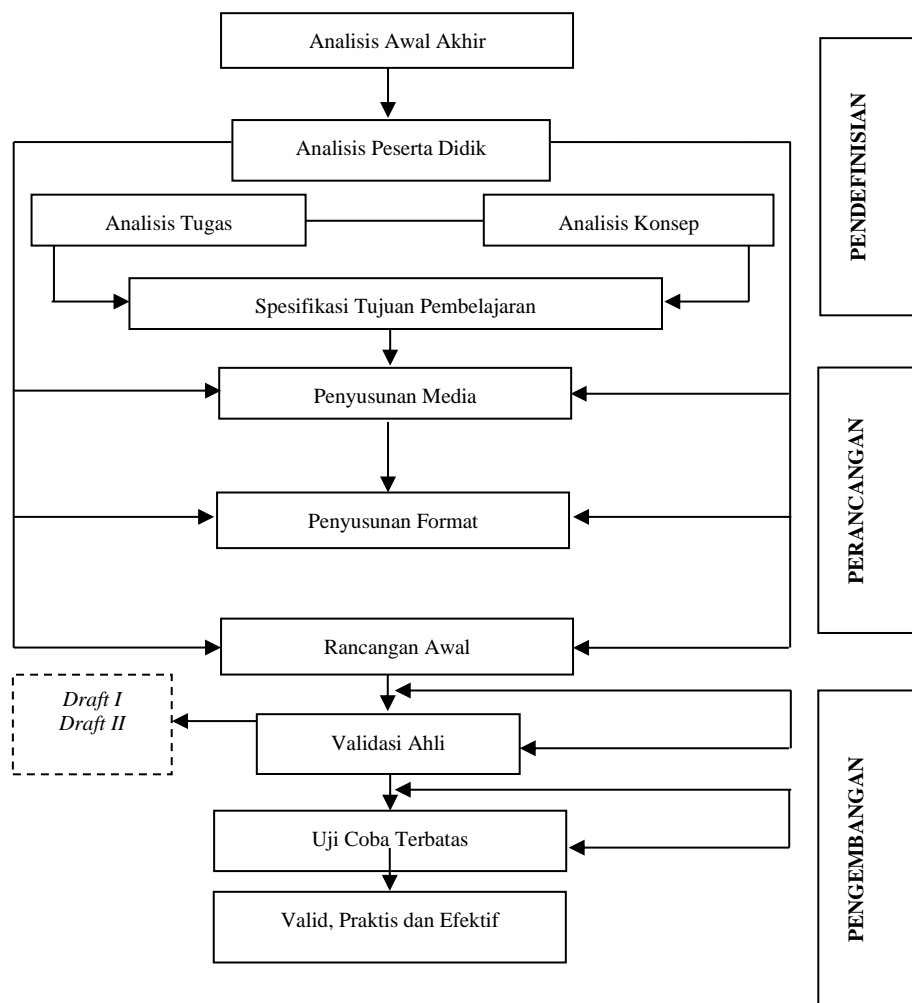 Analisis Awal Akhir
PENDEFINISIAN
Analisis Peserta Didik
Analisis Tugas
Analisis Konsep
Spesifikasi Tujuan Pembelajaran
Penyusunan Media
PERANCANGAN
Penyusunan Format
Rancangan Awal
Draft I
Draft II
Validasi Ahli
PENGEMBANGAN
Uji Coba Terbatas
Valid, Praktis dan Efektif